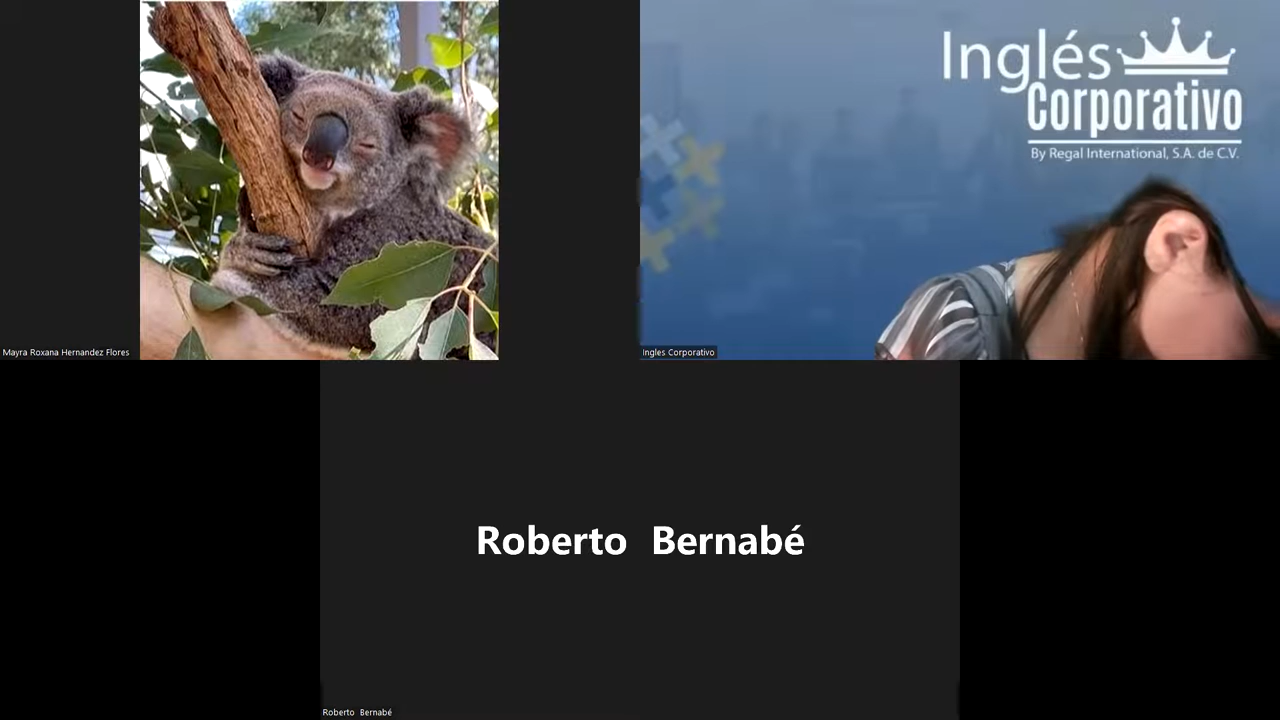 Mayra Roxana Hernandez Flores
Inglés
Corporativo
By Regal International, S.A. de C.V.
Ingles Corporativo
Roberto Bernabé
Roberto Bernabé